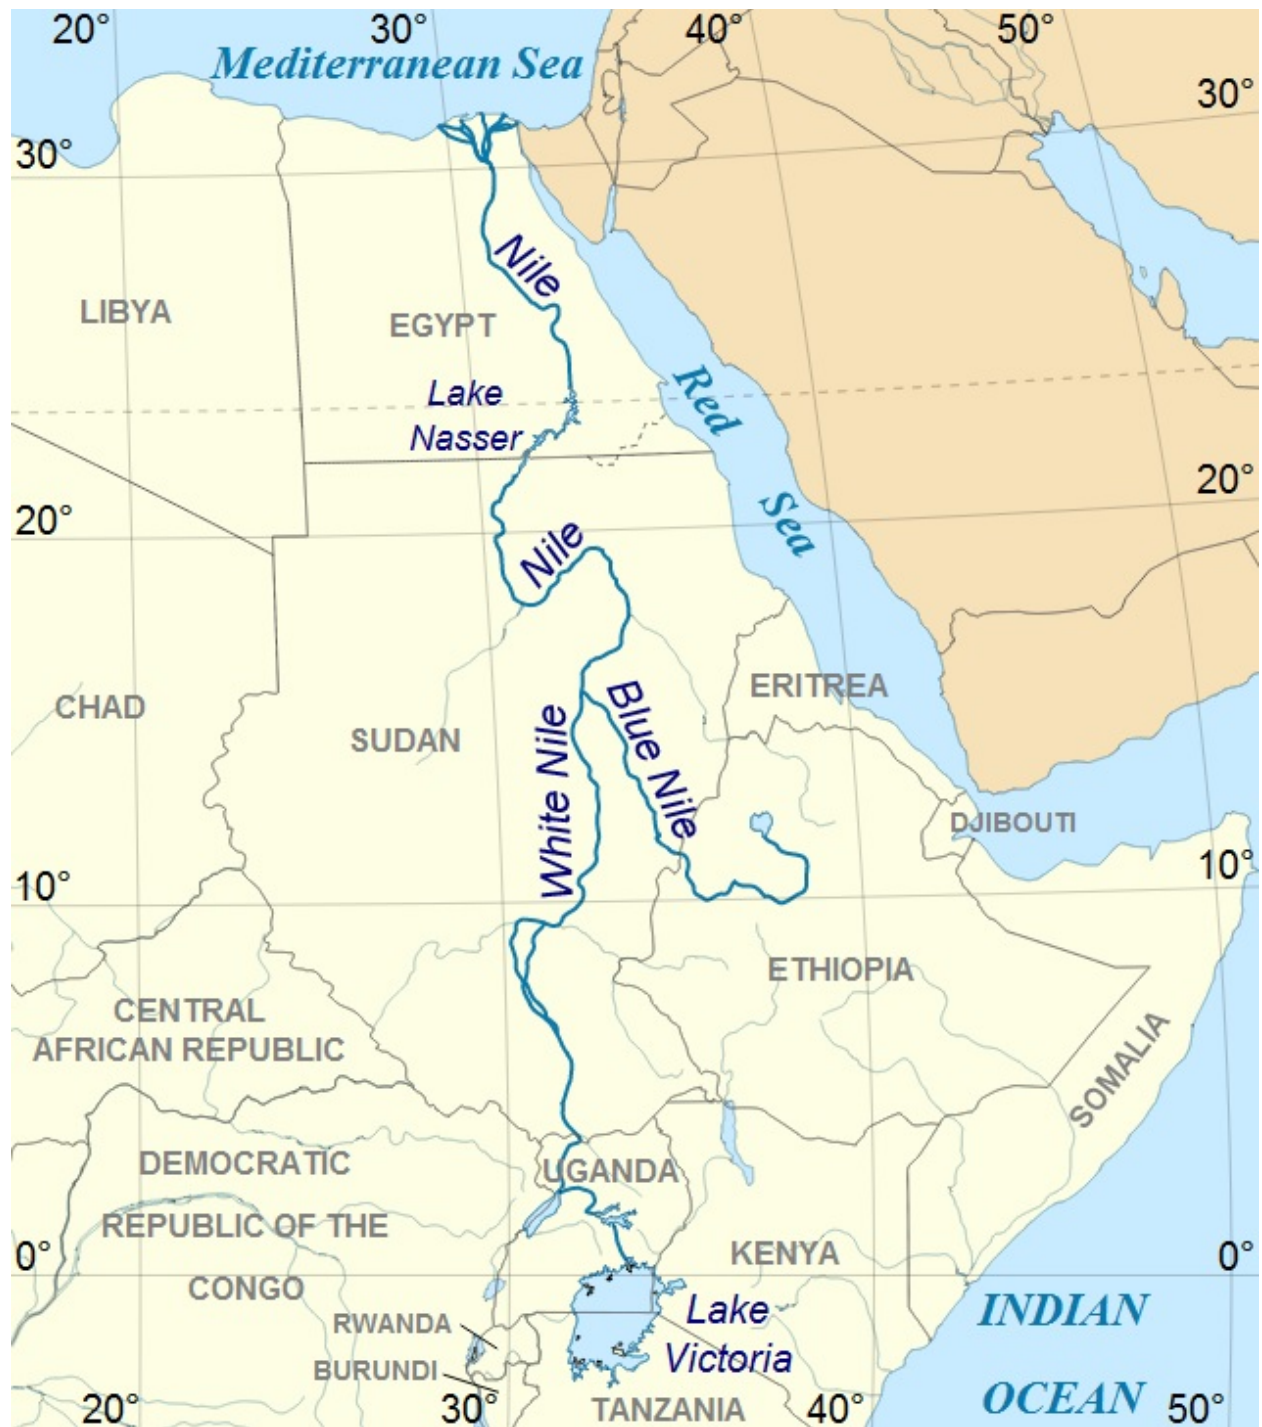 20°
30°
40°
50°
Mediterranean Sea
30°
30°
Nile
LIBYA
EGYPT
Lake
Nasser
Red
Sea
20°
20°
Nile
ERITREA
CHAD
SUDAN
White Nile
Blue Nile
DJIBOUTI
10°
10°
ETHIOPIA
CENTRAL
AFRICAN REPUBLIC
SOMALIA
DEMOCRATIC
REPUBLIC OF THE
CONGO
UGANDA
KENYA
0°
0°
RWANDA
BURUNDI
Lake
Victoria
INDIAN
OCEAN
TANZANIA
20°
30°
40°
50°